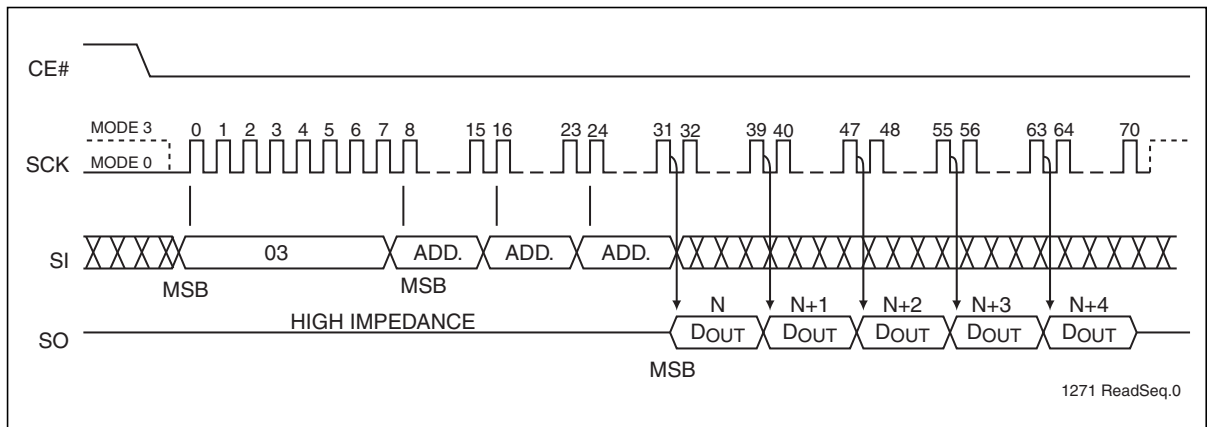 CE#
MODE 3
0 1 2 3 4 5 6 7 8 15 16 23 24 31 32 39 40 47 48 55 56 63 64 70
SCK
MODE 0
SI
03
ADD.
ADD.
ADD.
MSB
MSB
HIGH IMPEDANCE
N N+1 N+2 N+3 N+4
SO
DOUT DOUT DOUT DOUT DOUT
MSB
1271 ReadSeq.0